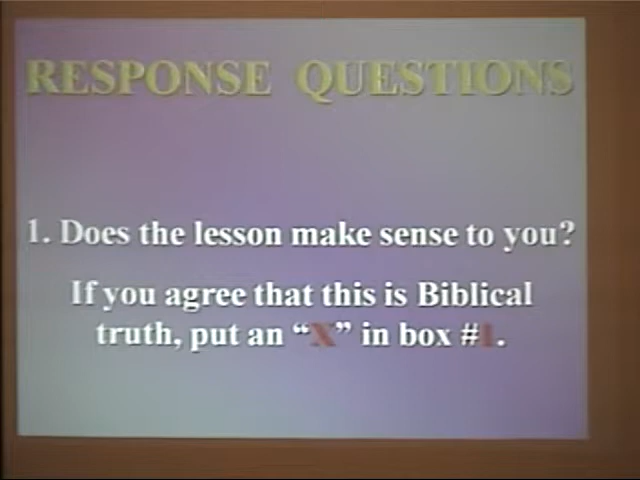 RESPONSE QUESTIONS
1. Does the lesson make sense to you?
If you agree that this is Biblical
truth, put an “X” in box #1.